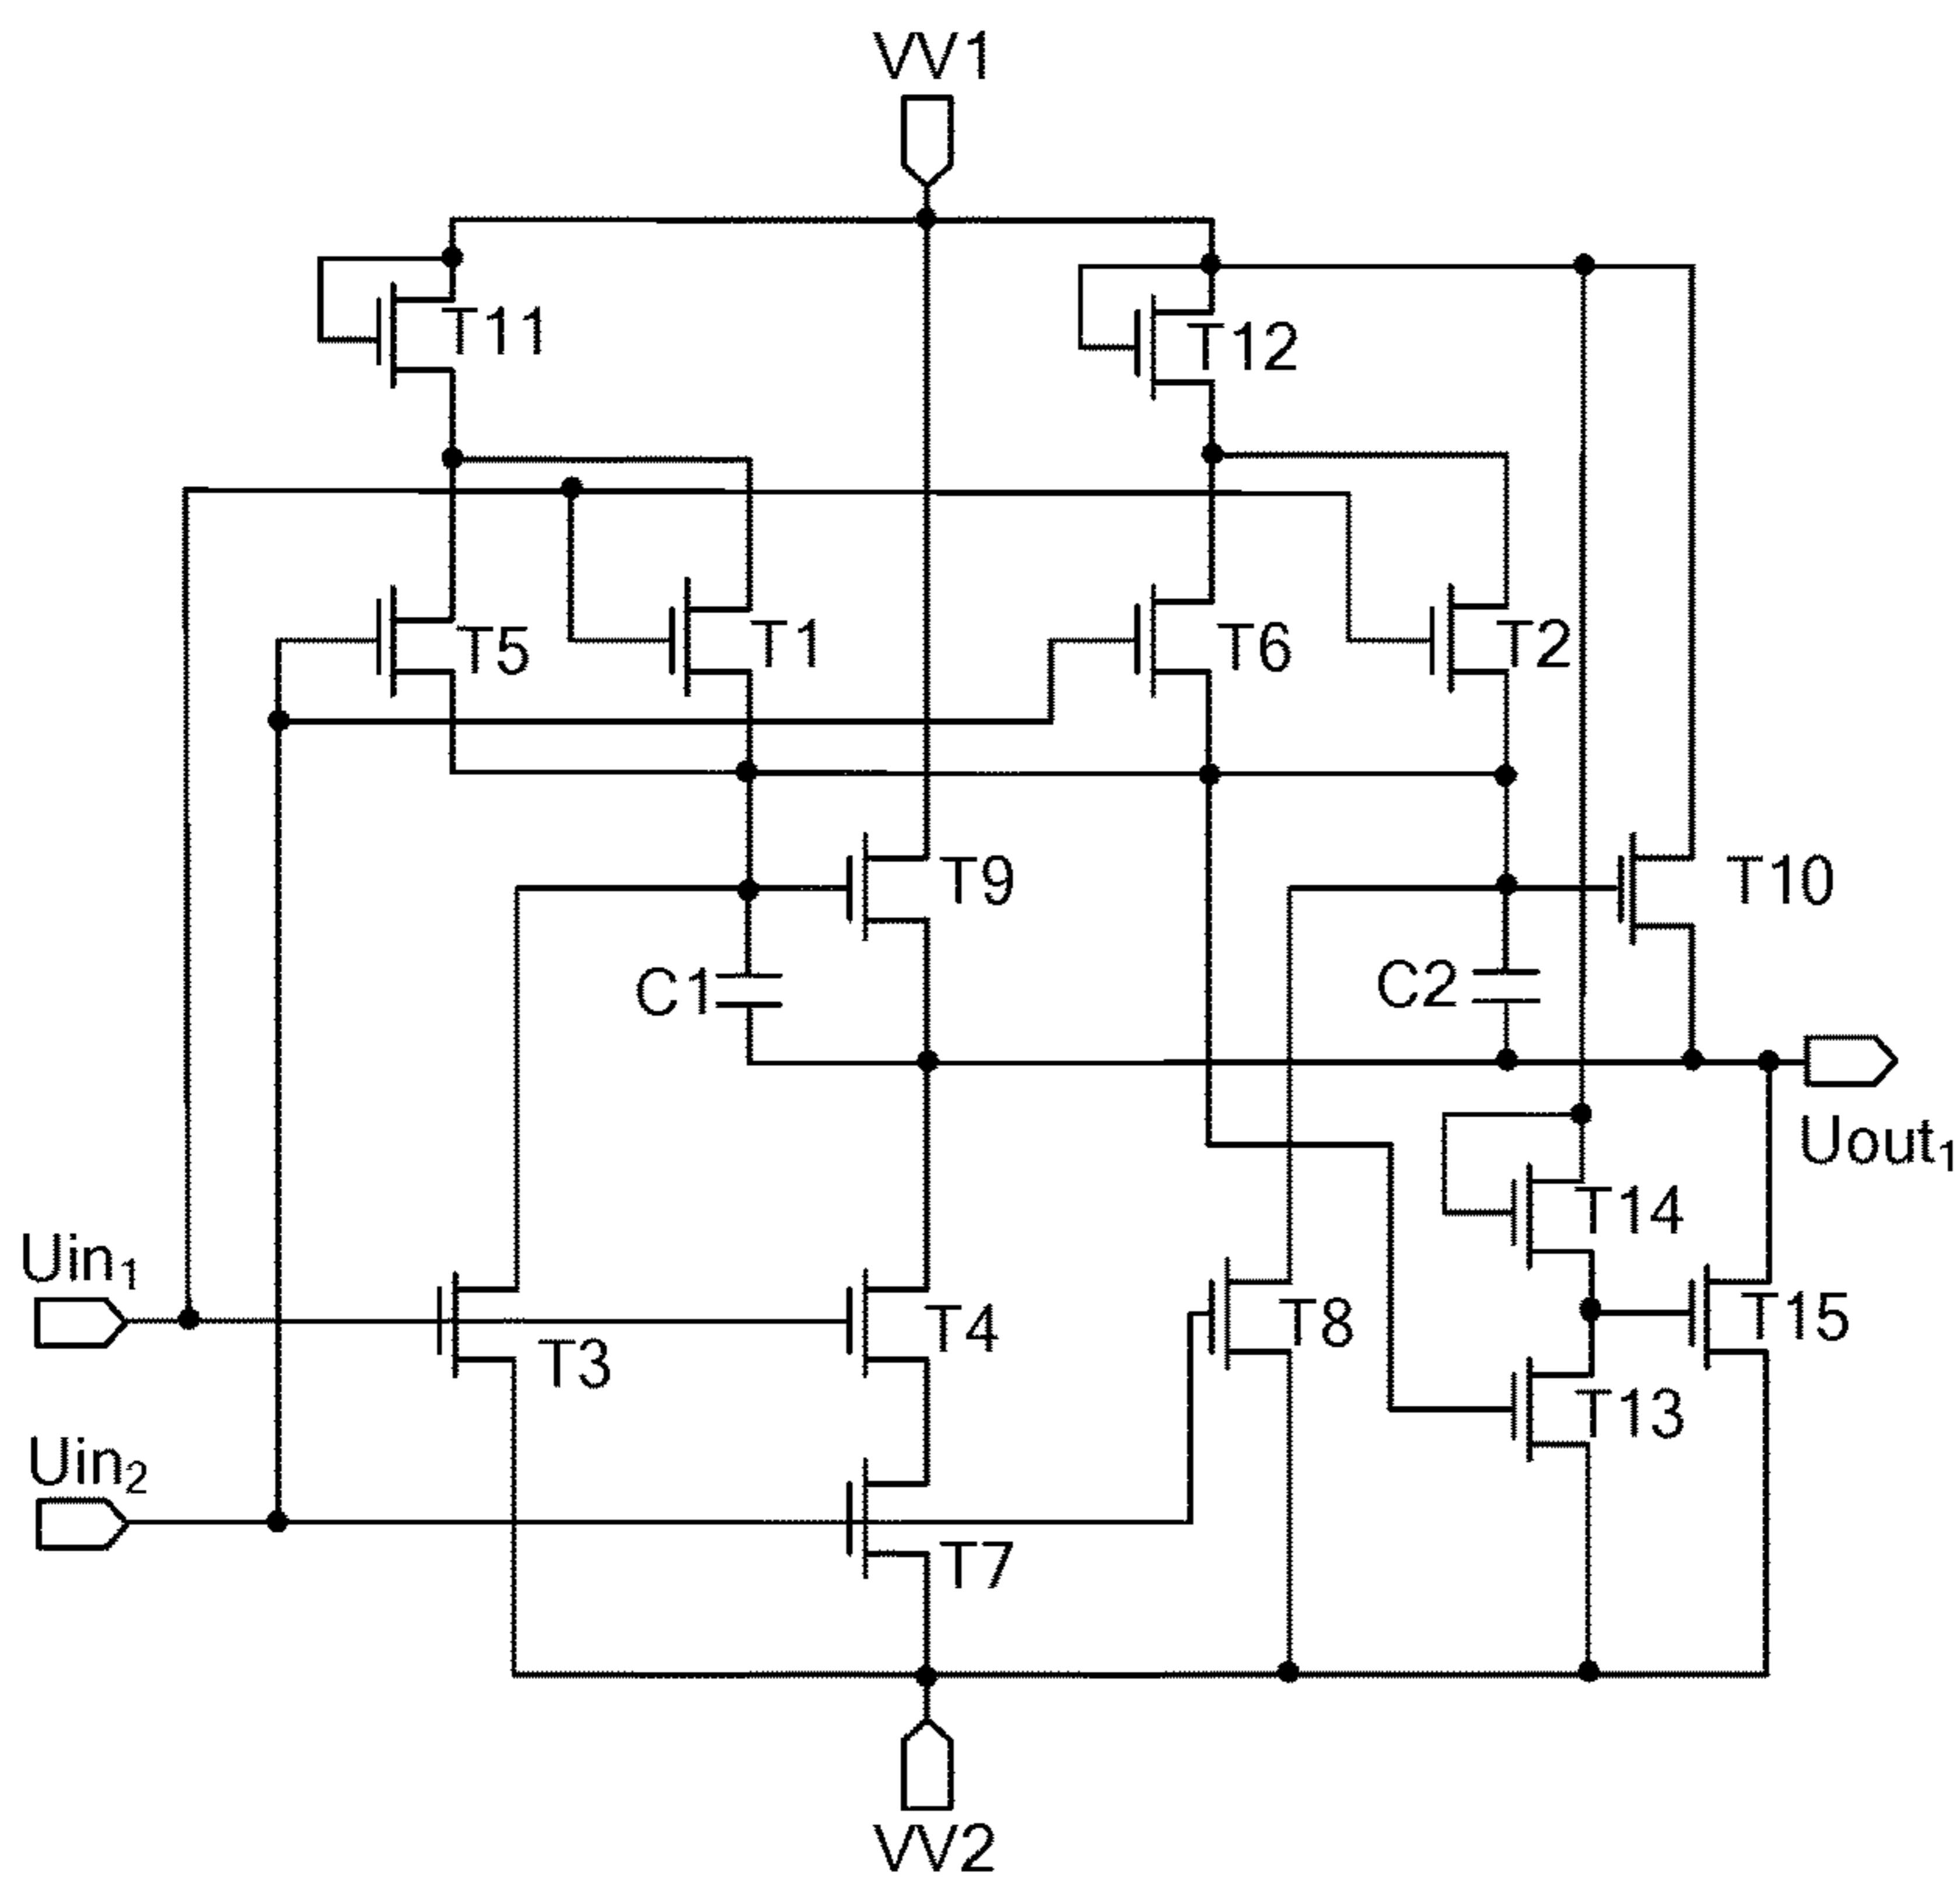 VV1
T11
T12
T5
T1
T6
T2
T9
T10
C1
C2
Uout₁
T14
Uin₁
T3
T4
T8
T15
T13
Uin₂
T7
VV2